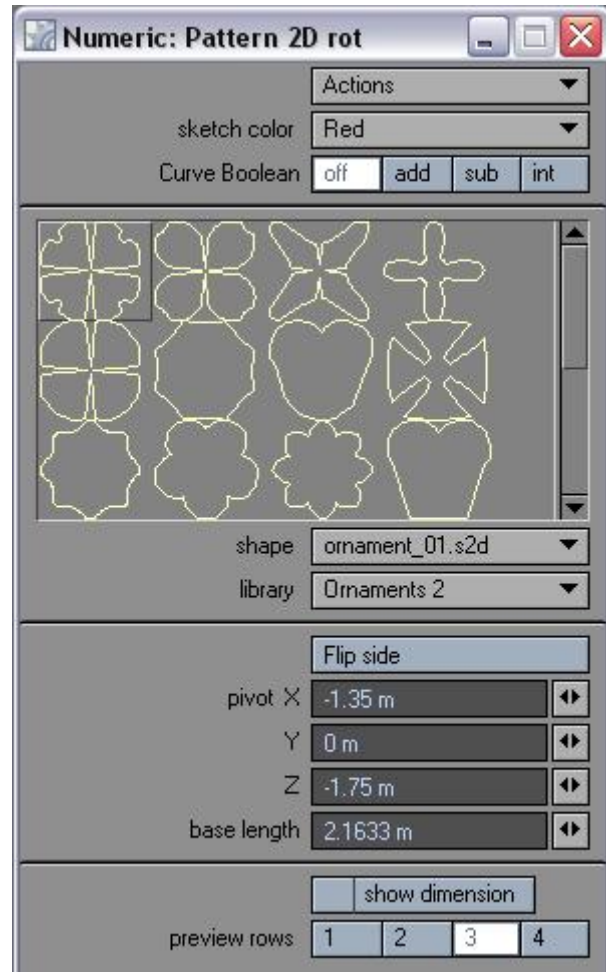 Numeric: Pattern 2D rot
Actions
sketch color Red
Curve Boolean off add sub int
shape ornament_01.s2d
library Ornaments 2
Flip side
pivot X -1.35 m
Y 0 m
Z -1.75 m
base length 2.1633 m
show dimension
preview rows 1 2 3 4